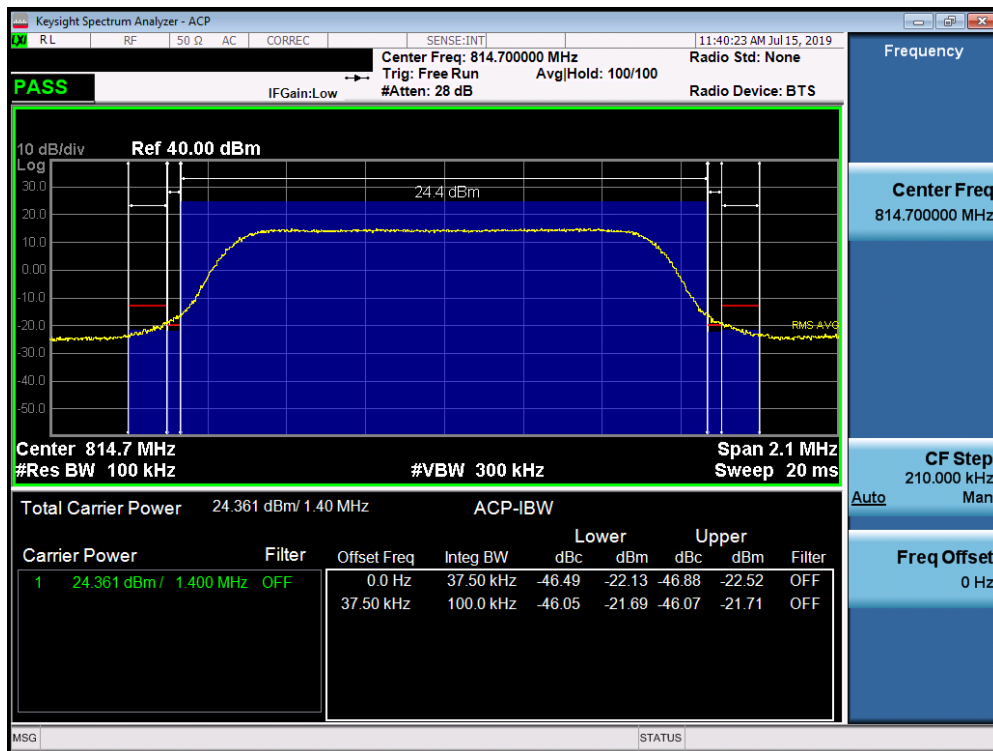 Keysight Spectrum Analyzer - ACP
LXI RL RF 50 Ω AC CORREC SENSE:INT 11:40:23 AM Jul 15, 2019
Center Freq: 814.700000 MHz Radio Std: None
Trig: Free Run Avg|Hold: 100/100
PASS IFGain:Low #Atten: 28 dB Radio Device: BTS
Frequency
10 dB/div Ref 40.00 dBm
Log
30.0
24.4 dBm
20.0
10.0
0.00
-10.0
-20.0
RMS AVG
-30.0
-40.0
-50.0
Center 814.7 MHz Span 2.1 MHz
#Res BW 100 kHz #VBW 300 kHz Sweep 20 ms
Center Freq
814.700000 MHz
CF Step
210.000 kHz
Auto Man
Freq Offset
0 Hz
Total Carrier Power 24.361 dBm/ 1.40 MHz ACP-IBW
Lower Upper
Carrier Power Filter Offset Freq Integ BW dBc dBm dBc dBm Filter
1 24.361 dBm / 1.400 MHz OFF 0.0 Hz 37.50 kHz -46.49 -22.13 -46.88 -22.52 OFF
37.50 kHz 100.0 kHz -46.05 -21.69 -46.07 -21.71 OFF
MSG STATUS